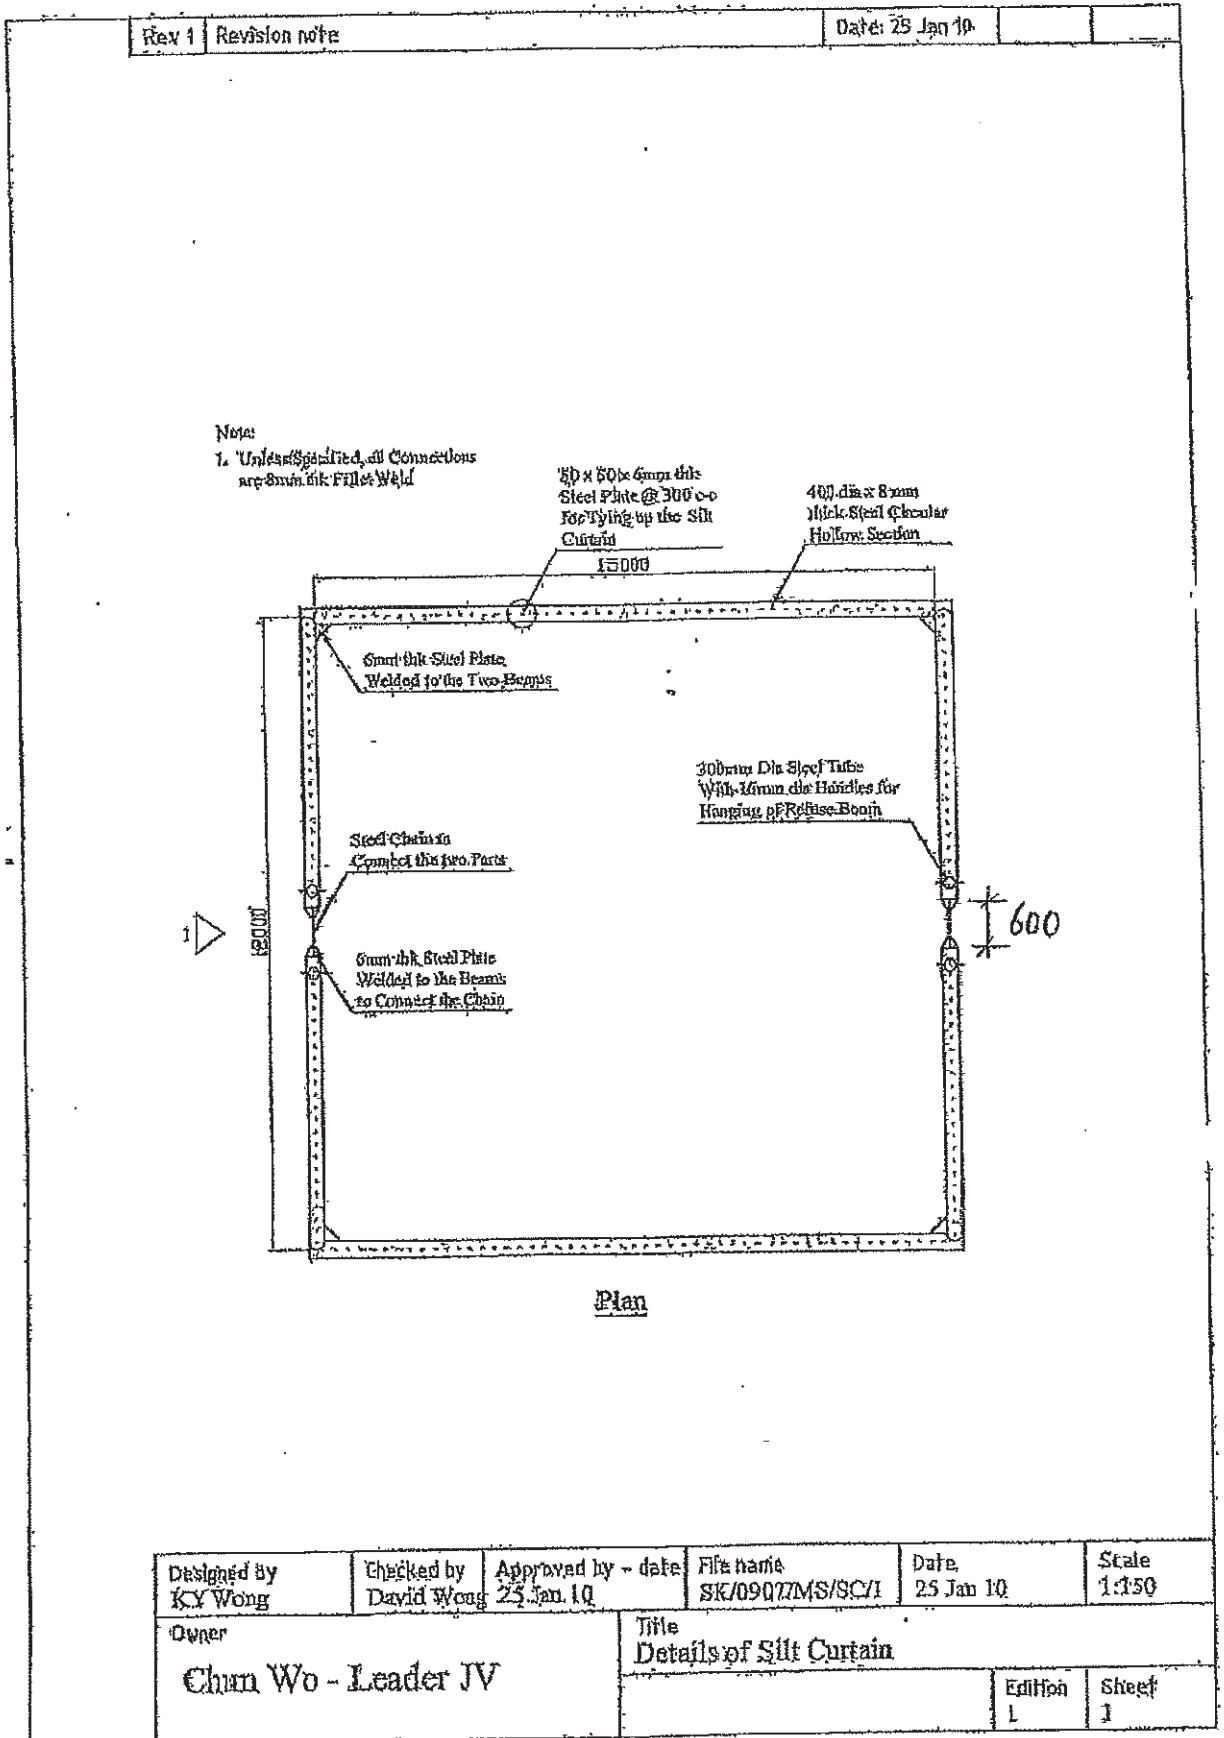 Rev 1 Revision note Date: 25 Jan 10
Note:
1. Unless Specified, all Connections
are 8mm thk Fillet Weld
50 x 50 x 6mm thk
Steel Plate @ 300 c-c
for Tying up the Silt
Curtain
400 dia x 8 mm
thick Steel Circular
Hollow Section
15000
6mm thk Steel Plate
Welded to the Two Beams
300mm Dia Steel Tube
With 16mm dia Handles for
Hanging of Refuse Boom
Steel Chain to
Connect the two Parts
1
600
6mm thk Steel Plate
Welded to the Beams
to Connect the Chain
Plan
Designed by Checked by Approved by - date File name Date Scale
KY Wong David Wong 25 Jan. 10 25 Jan 10 1:150
Owner Title
Chun Wo - Leader JV Details of Silt Curtain
Edition Sheet
1 1